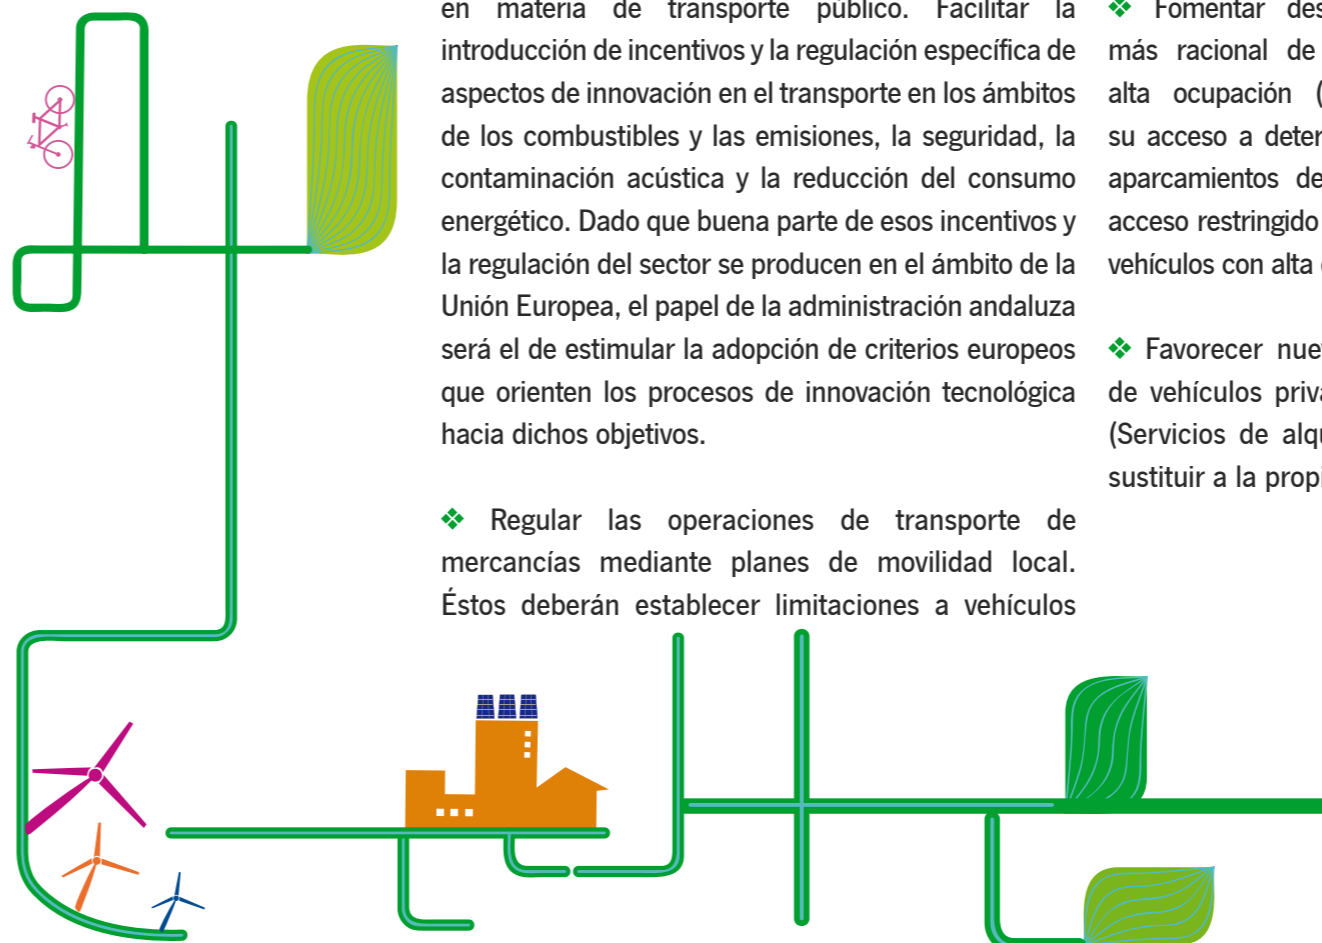 en materia de transporte público. Facilitar la
introducción de incentivos y la regulación específica de
aspectos de innovación en el transporte en los ámbitos
de los combustibles y las emisiones, la seguridad, la
contaminación acústica y la reducción del consumo
energético. Dado que buena parte de esos incentivos y
la regulación del sector se producen en el ámbito de la
Unión Europea, el papel de la administración andaluza
será el de estimular la adopción de criterios europeos
que orienten los procesos de innovación tecnológica
hacia dichos objetivos.
❖ Regular las operaciones de transporte de
mercancías mediante planes de movilidad local.
Éstos deberán establecer limitaciones a vehículos
❖ Fomentar
más racional de
alta ocupación (
su acceso a
aparcamientos
acceso restringido
vehículos con alta
❖ Favorecer
de vehículos
(Servicios de
sustituir a la